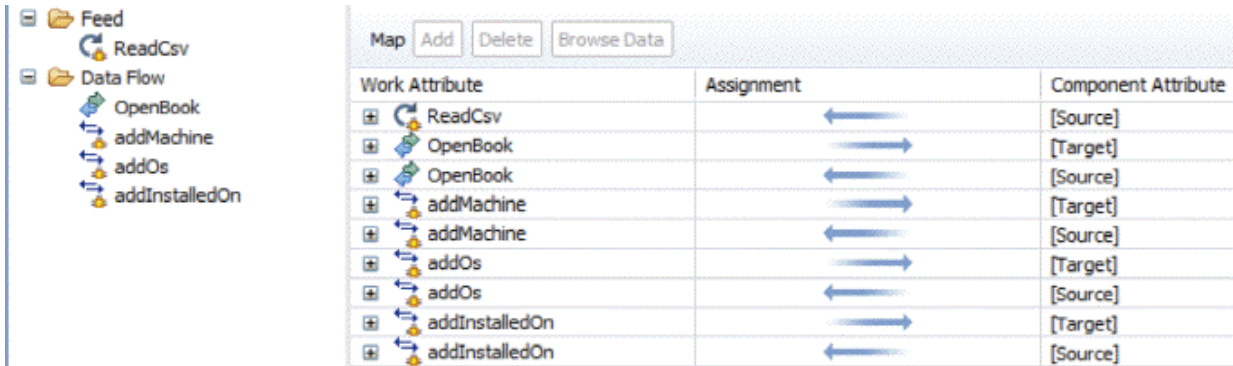 Feed
ReadCsv
Data Flow
OpenBook
addMachine
addOs
addInstalledOn
Map Add Delete Browse Data
Work Attribute Assignment Component Attribute
ReadCsv [Source]
OpenBook [Target]
OpenBook [Source]
addMachine [Target]
addMachine [Source]
addOs [Target]
addOs [Source]
addInstalledOn [Target]
addInstalledOn [Source]